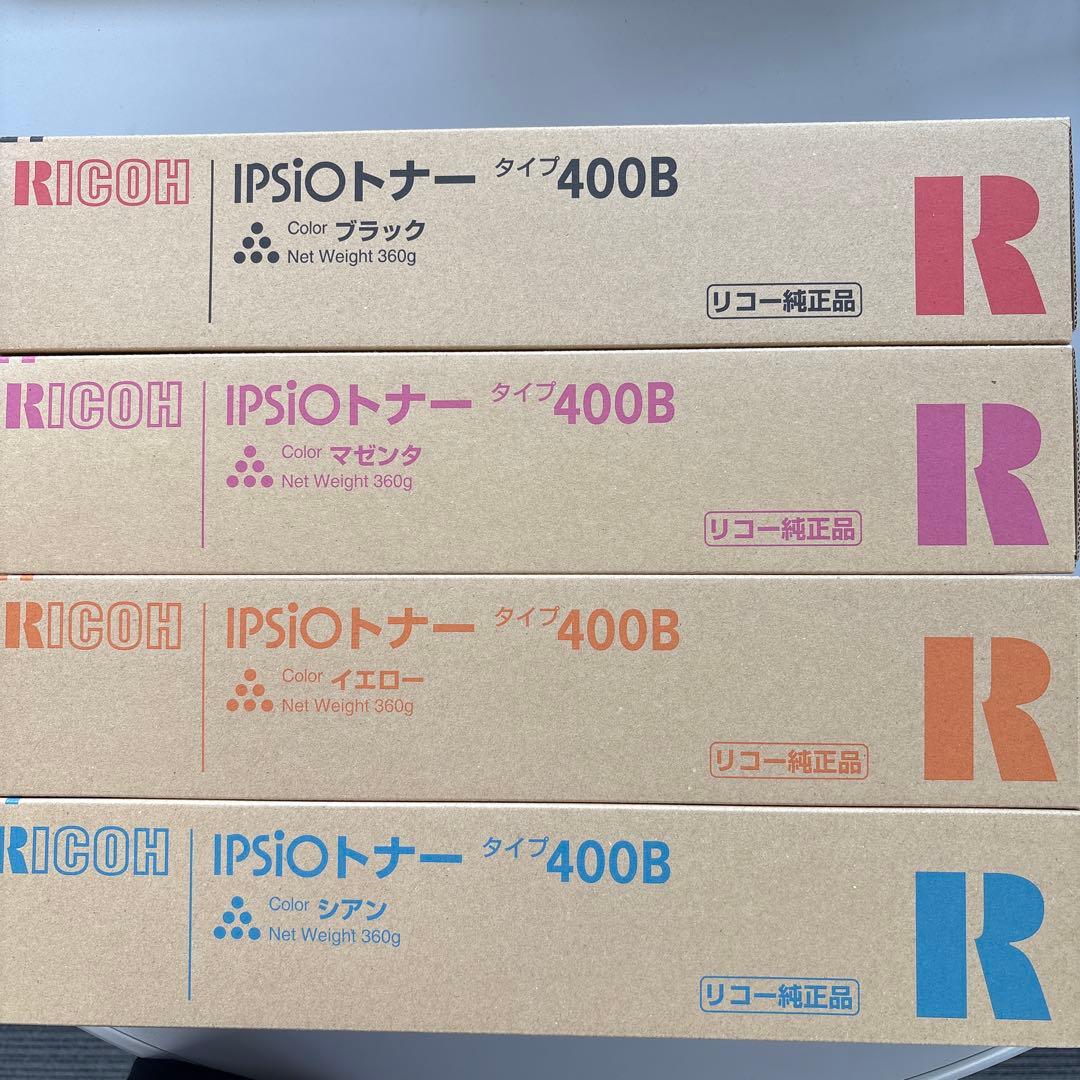 RICOH
IPSiOトナー タイプ400B
Color ブラック
Net Weight 360g
リコー純正品
R
RICOH
IPSiOトナー タイプ400B
Color マゼンタ
Net Weight 360g
リコー純正品
R
RICOH
IPSiOトナー タイプ400B
Color イエロー
Net Weight 360g
リコー純正品
R
RICOH
IPSiOトナー タイプ400B
Color シアン
Net Weight 360g
リコー純正品
R